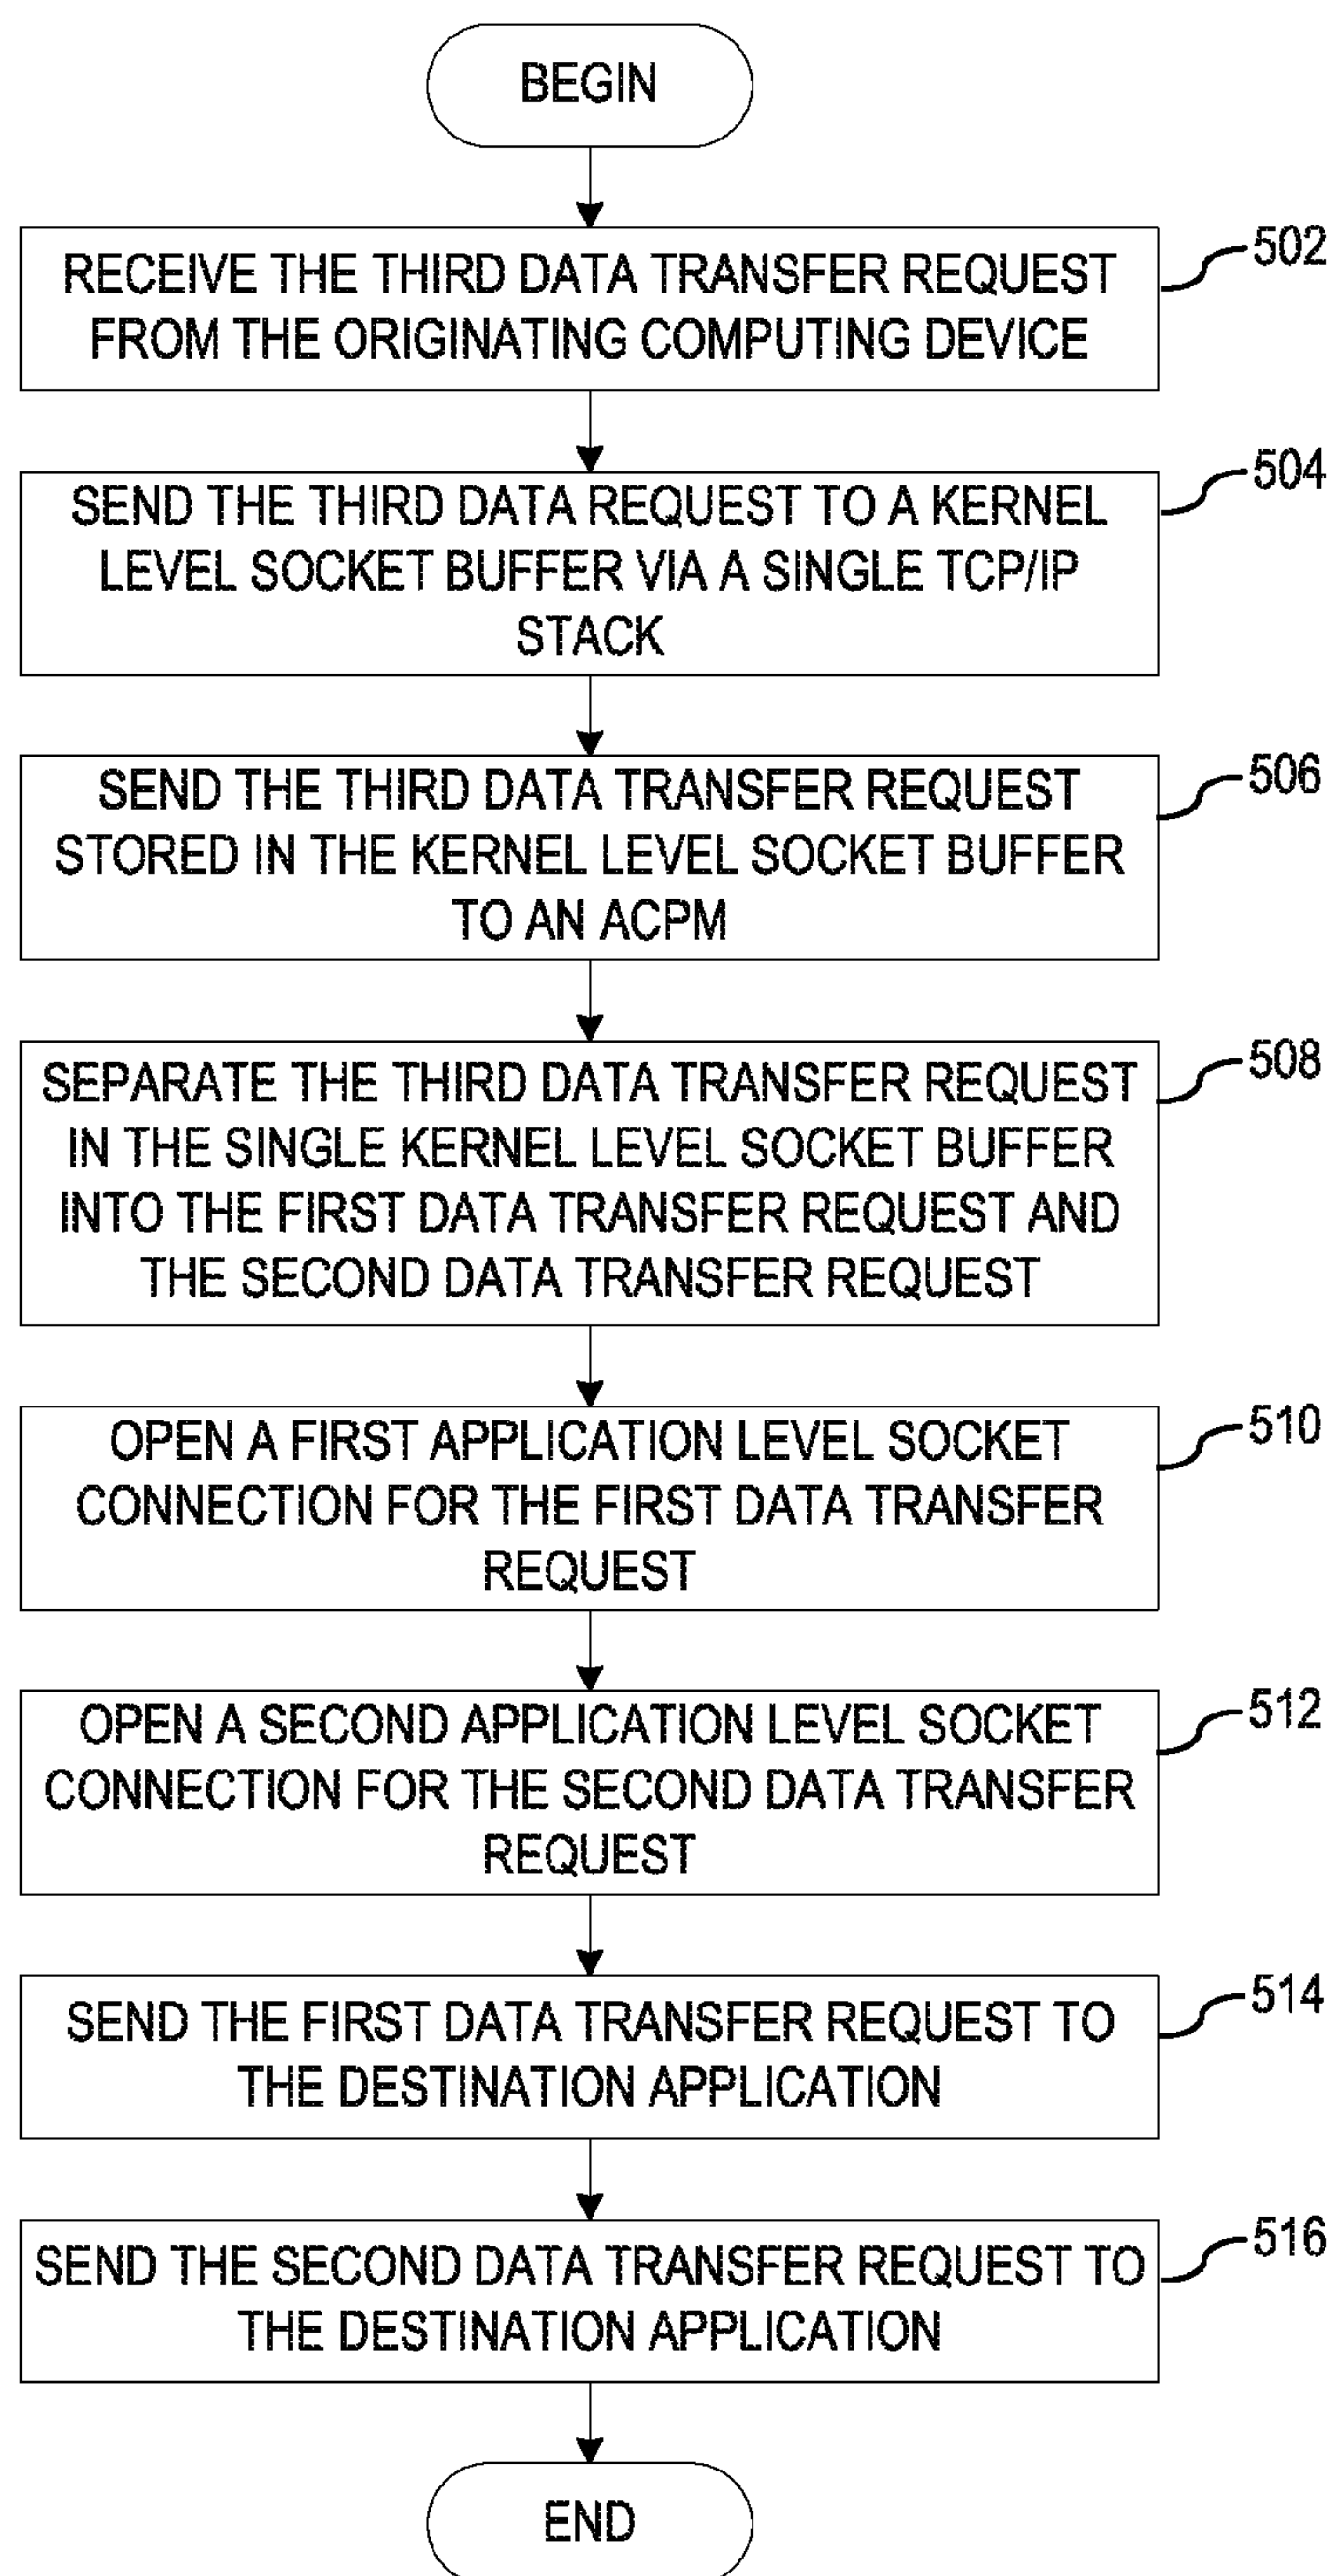 BEGIN
RECEIVE THE THIRD DATA TRANSFER REQUEST
FROM THE ORIGINATING COMPUTING DEVICE
502
SEND THE THIRD DATA REQUEST TO A KERNEL
LEVEL SOCKET BUFFER VIA A SINGLE TCP/IP
STACK
504
SEND THE THIRD DATA TRANSFER REQUEST
STORED IN THE KERNEL LEVEL SOCKET BUFFER
TO AN ACPM
506
SEPARATE THE THIRD DATA TRANSFER REQUEST
IN THE SINGLE KERNEL LEVEL SOCKET BUFFER
INTO THE FIRST DATA TRANSFER REQUEST AND
THE SECOND DATA TRANSFER REQUEST
508
OPEN A FIRST APPLICATION LEVEL SOCKET
CONNECTION FOR THE FIRST DATA TRANSFER
REQUEST
510
OPEN A SECOND APPLICATION LEVEL SOCKET
CONNECTION FOR THE SECOND DATA TRANSFER
REQUEST
512
SEND THE FIRST DATA TRANSFER REQUEST TO
THE DESTINATION APPLICATION
514
SEND THE SECOND DATA TRANSFER REQUEST TO
THE DESTINATION APPLICATION
516
END